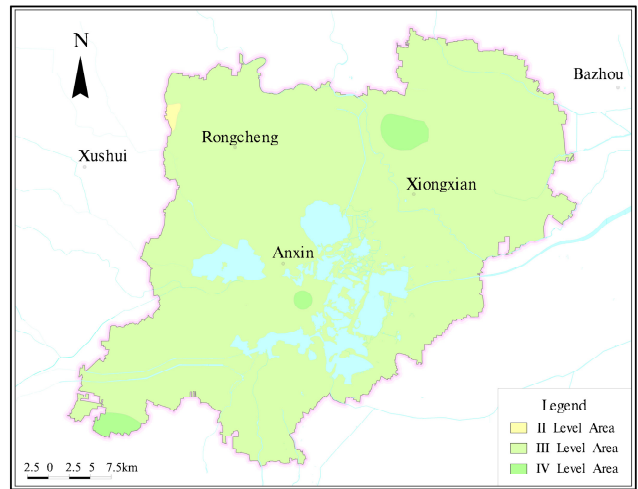 N
Bazhou
Rongcheng
Xushui
Xiongxian
Anxin
Legend
II Level Area
III Level Area
IV Level Area
2.5 0 2.5 5 7.5km